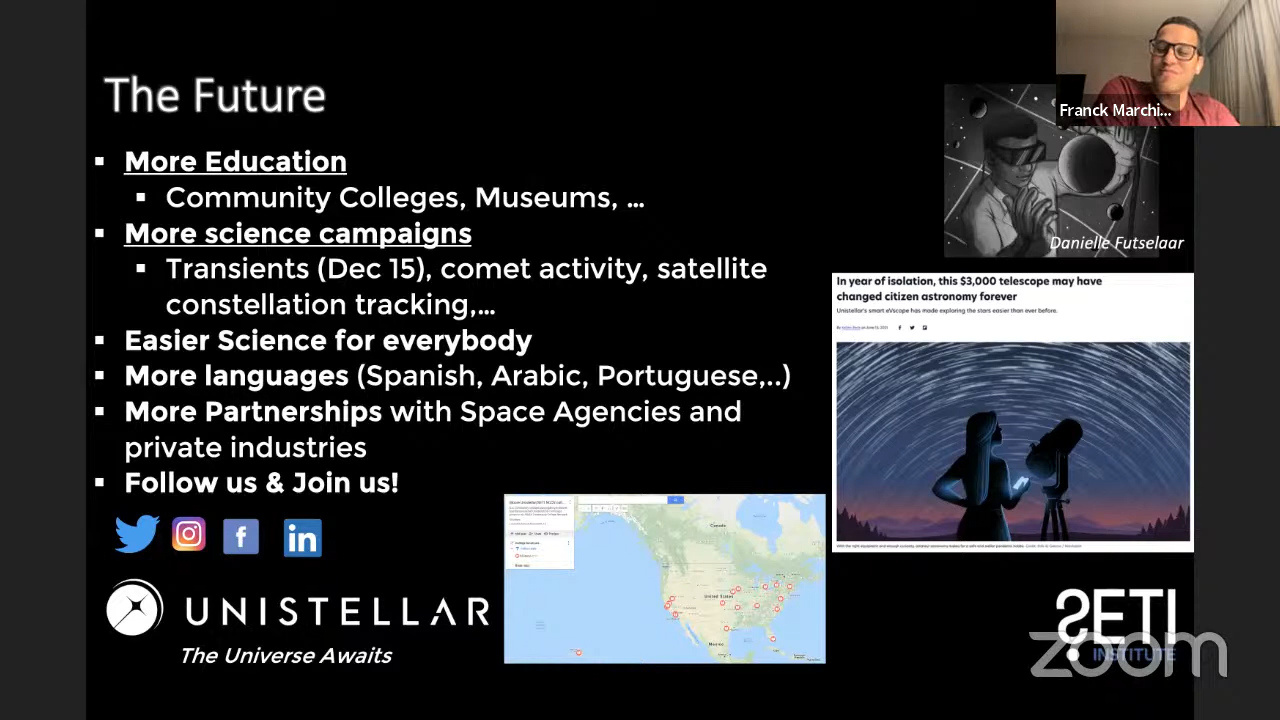 The Future
More Education
Community Colleges, Museums, …
More science campaigns
Transients (Dec 15), comet activity, satellite
constellation tracking,…
Easier Science for everybody
More languages (Spanish, Arabic, Portuguese,..)
More Partnerships with Space Agencies and
private industries
Follow us & Join us!
UNISTELLAR
The Universe Awaits
Franck Marchi...
Danielle Futselaar
In year of isolation, this $3,000 telescope may have
changed citizen astronomy forever
Unistellar's smart eVscope has made exploring the stars easier than ever before.
Canada
United States
Mexico
SETI
INSTITUTE
zoom